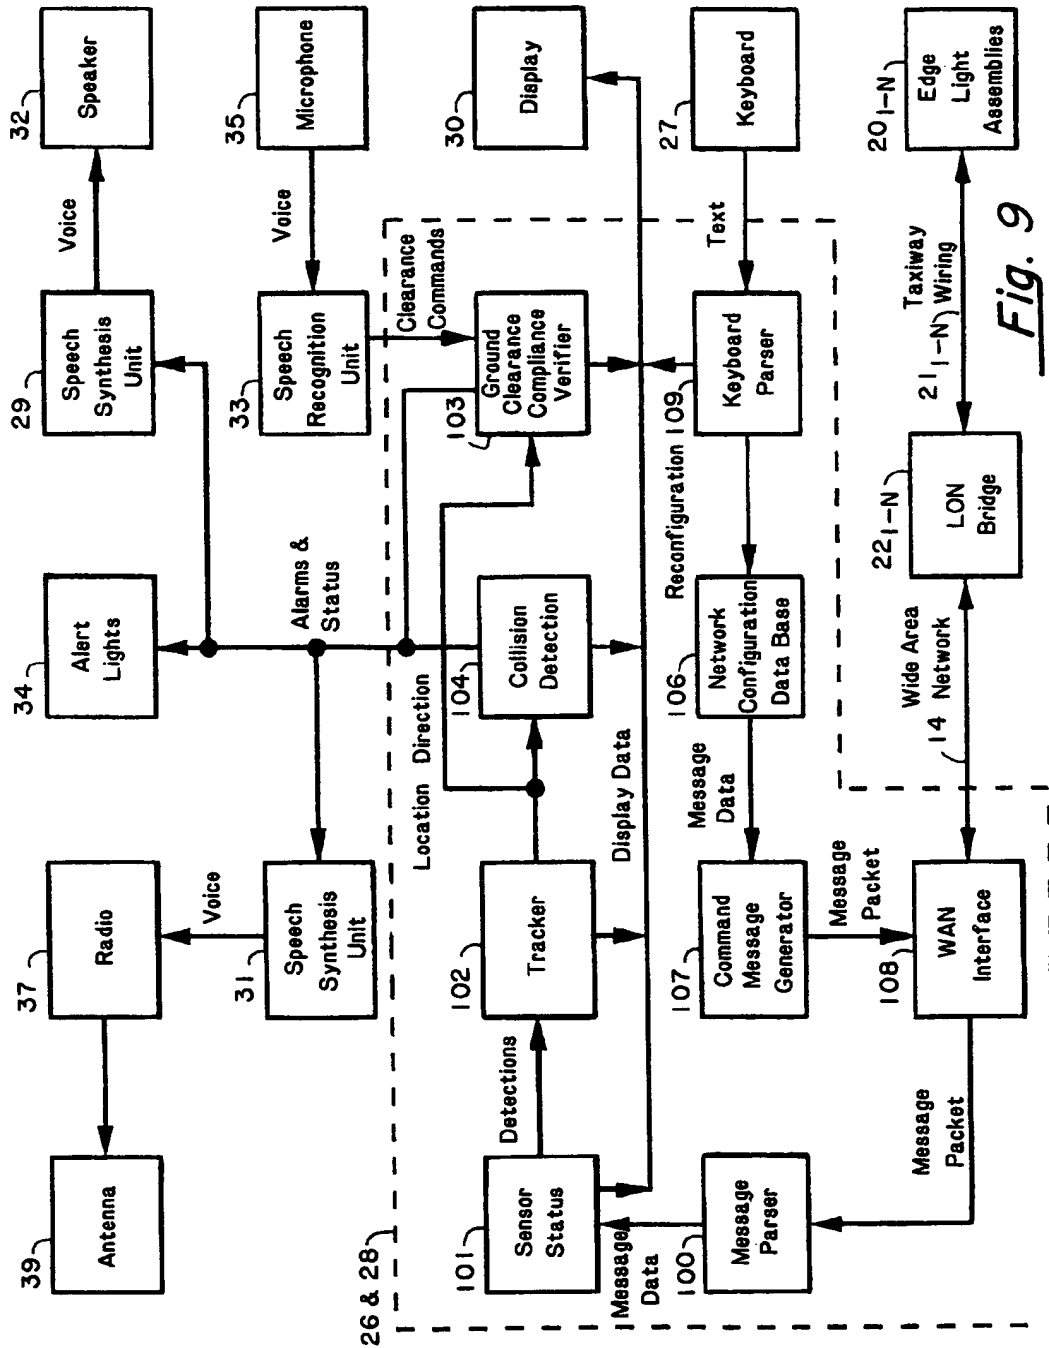 39
Antenna
37
Radio
34
Alert
Lights
29
Speech
Synthesis
Unit
Voice
32
Speaker
Voice
31
Speech
Synthesis
Unit
Alarms &
Status
33
Speech
Recognition
Unit
Voice
35
Microphone
26 & 28
Location
Direction
Clearance
Commands
101
Sensor
Status
Detections
102
Tracker
104
Collision
Detection
103
Ground
Clearance
Compliance
Verifier
30
Display
Message
Data
Display Data
Reconfiguration
109
100
Message
Parser
107
Command
Message
Generator
Message
Data
106
Network
Configuration
Data Base
Keyboard
Parser
Text
27
Keyboard
Message
Packet
Message
Packet
108
WAN
Interface
Wide Area
14 Network
22 1-N
LON
Bridge
Taxiway
21 1-N Wiring
20 1-N
Edge
Light
Assemblies
Fig. 9